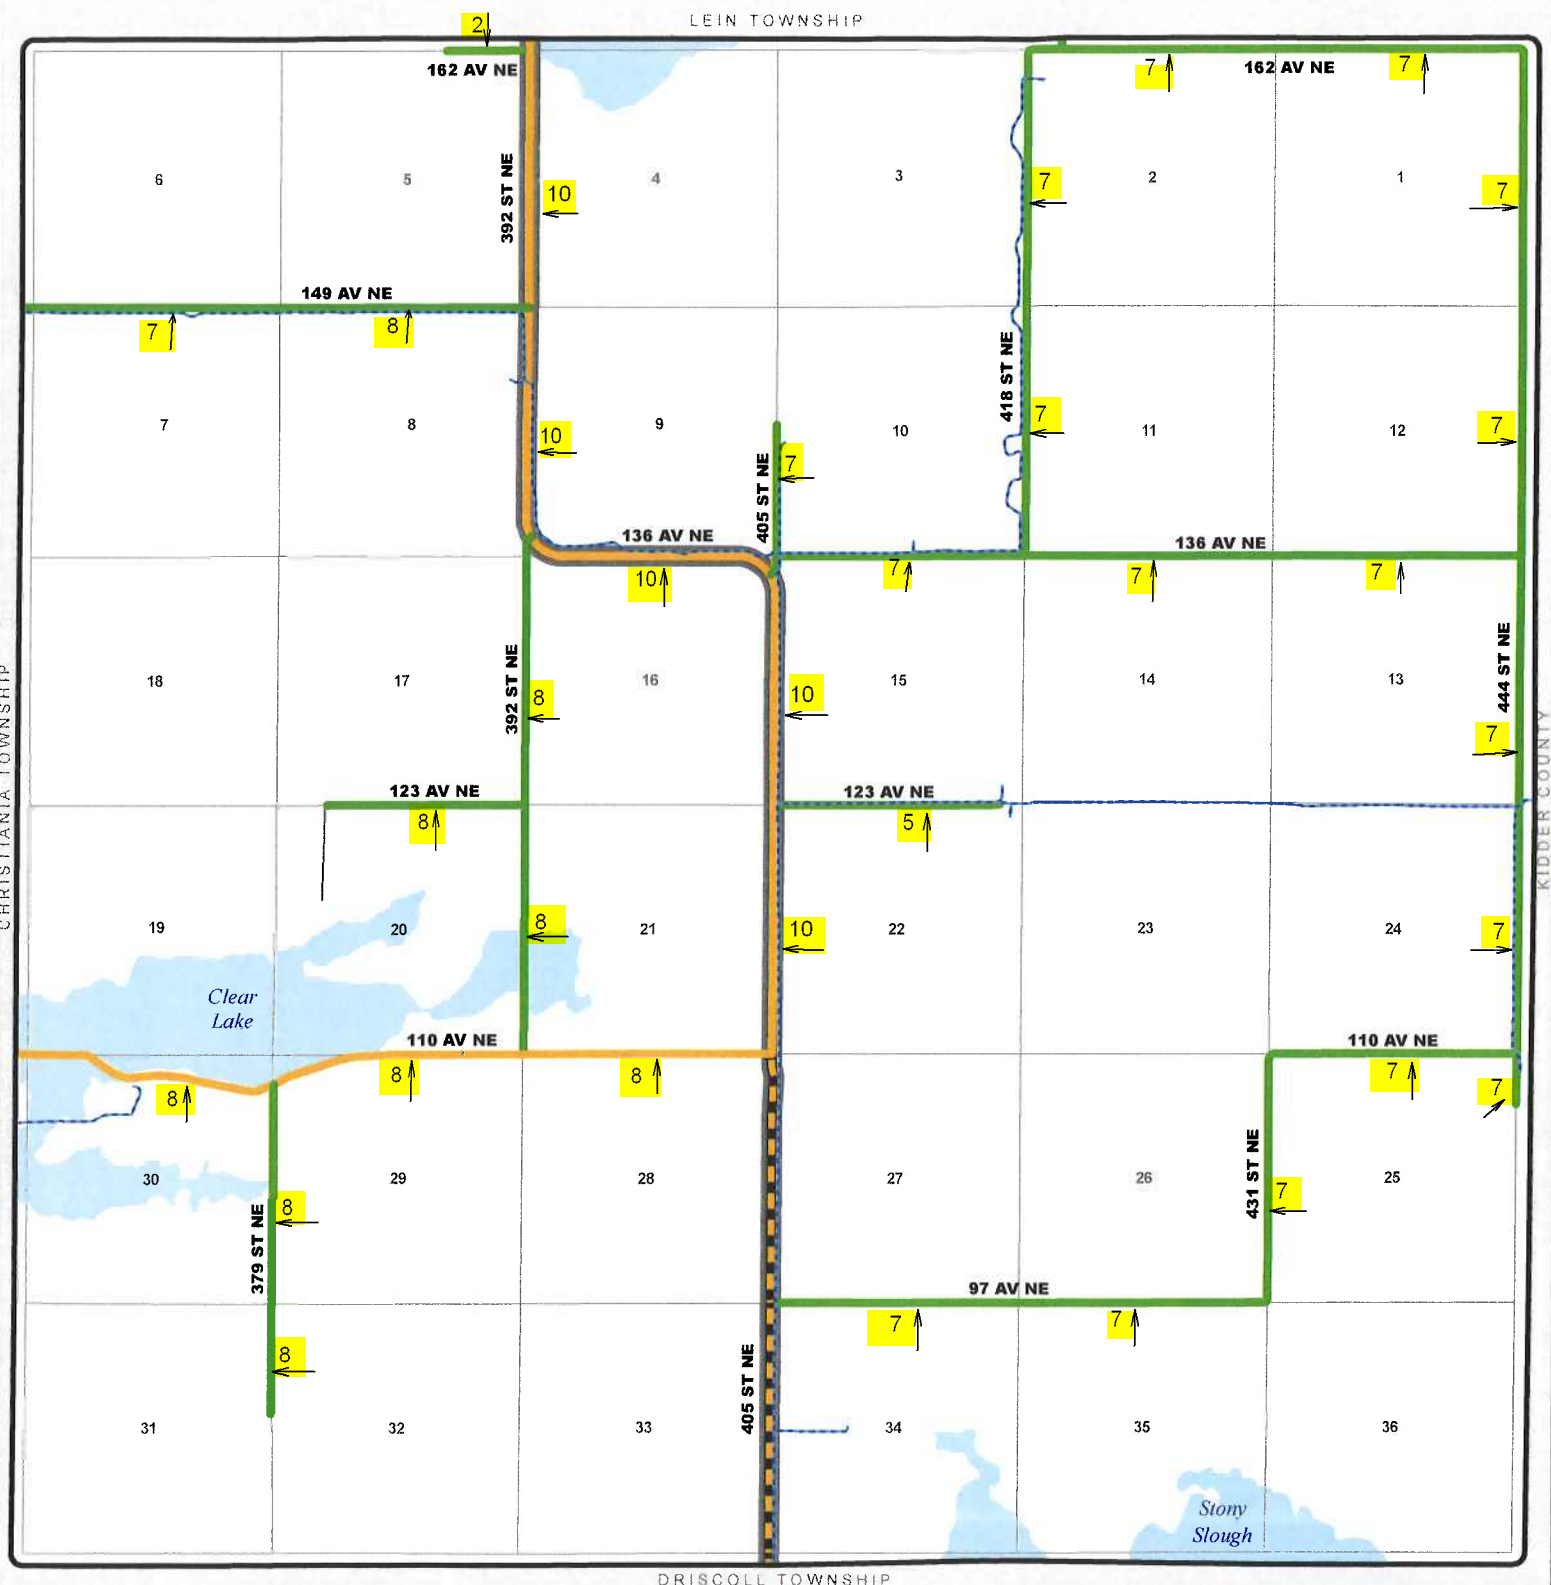 LEIN TOWNSHIP
2
162 AV NE
7
162 AV NE
7
6
5
392 ST NE
10
4
3
7
2
1
7
149 AV NE
7
8
418 ST NE
7
8
10
9
405 ST NE
7
10
7
11
12
7
136 AV NE
136 AV NE
10
7
7
7
18
17
392 ST NE
8
16
10
15
14
13
444 ST NE
7
CHRISTIANIA TOWNSHIP
KIDDER COUNTY
123 AV NE
8
123 AV NE
5
19
20
8
21
10
22
23
24
7
Clear
Lake
110 AV NE
110 AV NE
8
8
8
7
7
30
29
28
27
26
431 ST NE
7
25
379 ST NE
8
97 AV NE
7
7
8
405 ST NE
31
32
33
34
35
36
Stony
Slough
DRISCOLL TOWNSHIP